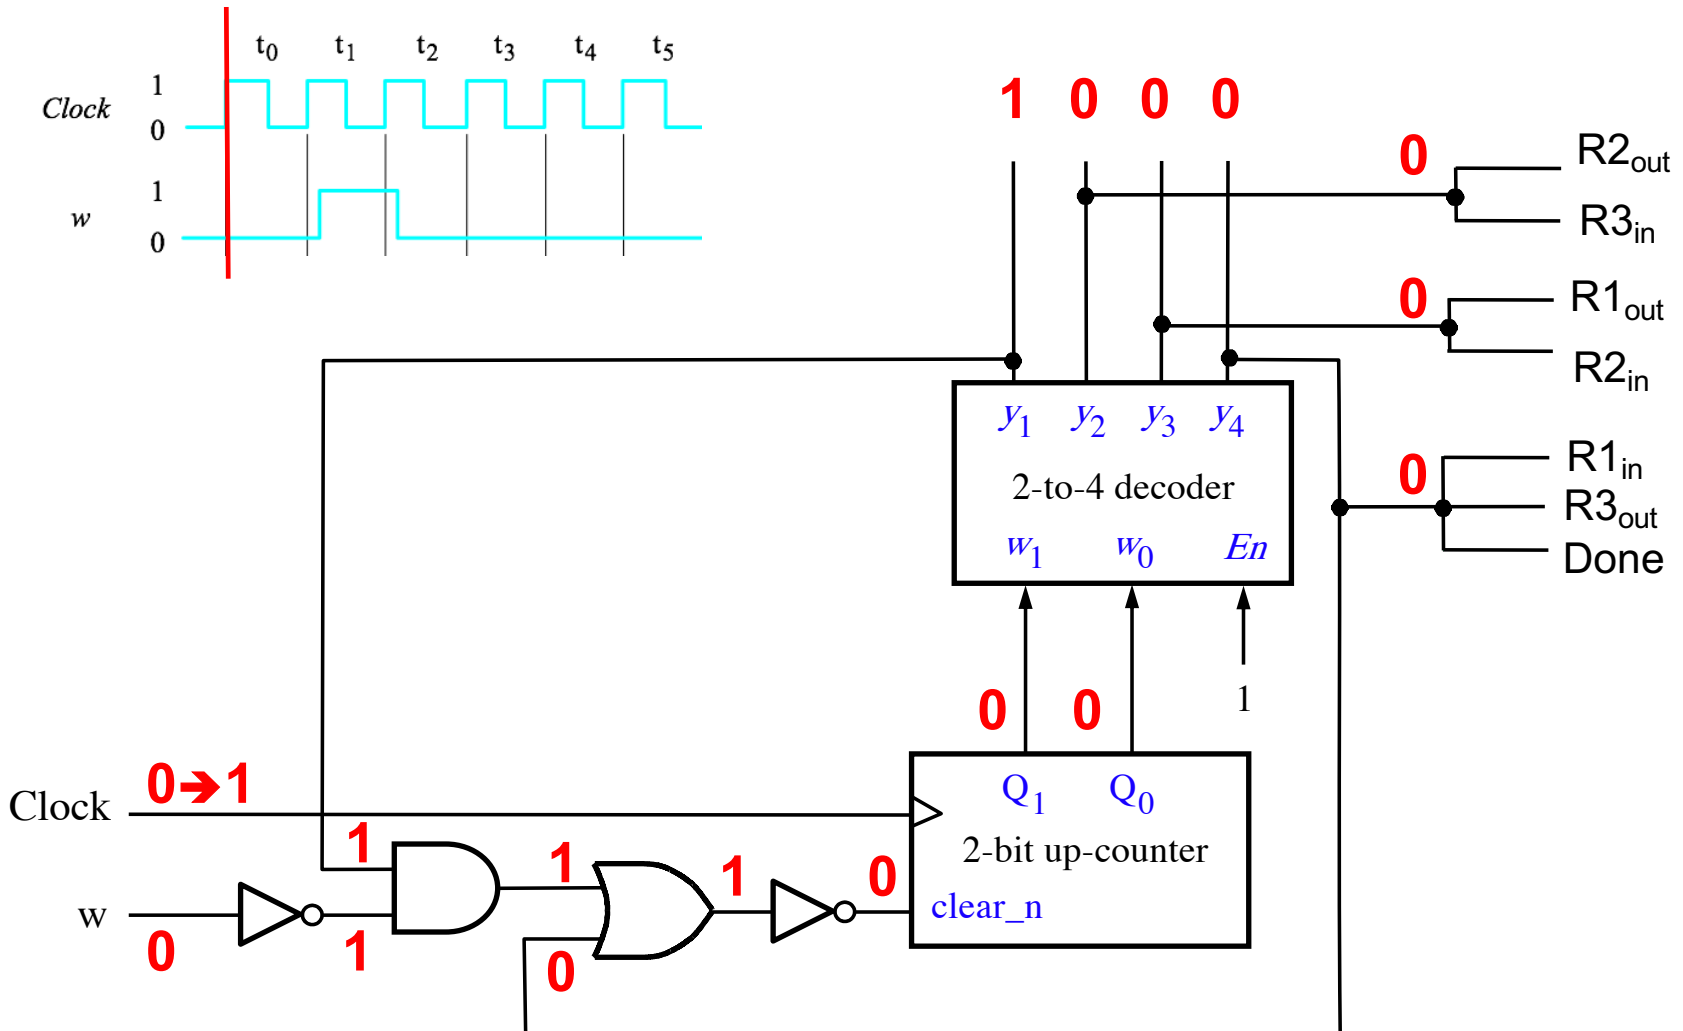 t0 t1 t2 t3 t4 t5
1
Clock
0
1
w
0
1 0 0 0
0
R2out
R3in
0
R1out
R2in
y1 y2 y3 y4
2-to-4 decoder
w1 w0 En
0
R1in
R3out
Done
0 0
1
Clock
0➔1
Q1 Q0
2-bit up-counter
clear_n
1
1
1
0
w
0
1
0